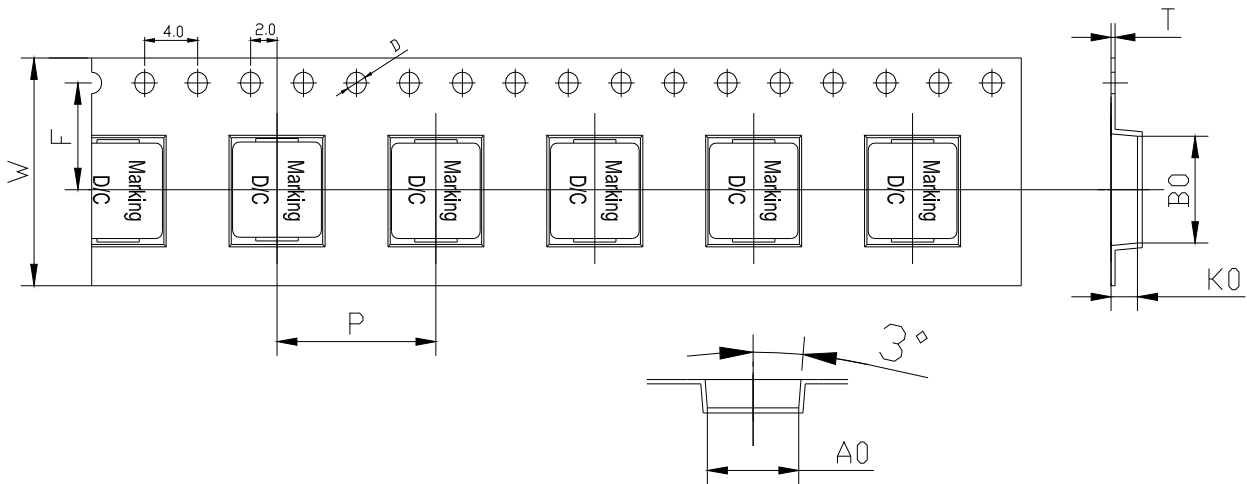 4.0
2.0
D
T
F
W
Marking
D/C
Marking
D/C
Marking
D/C
Marking
D/C
Marking
D/C
Marking
D/C
B0
K0
P
3°
A0